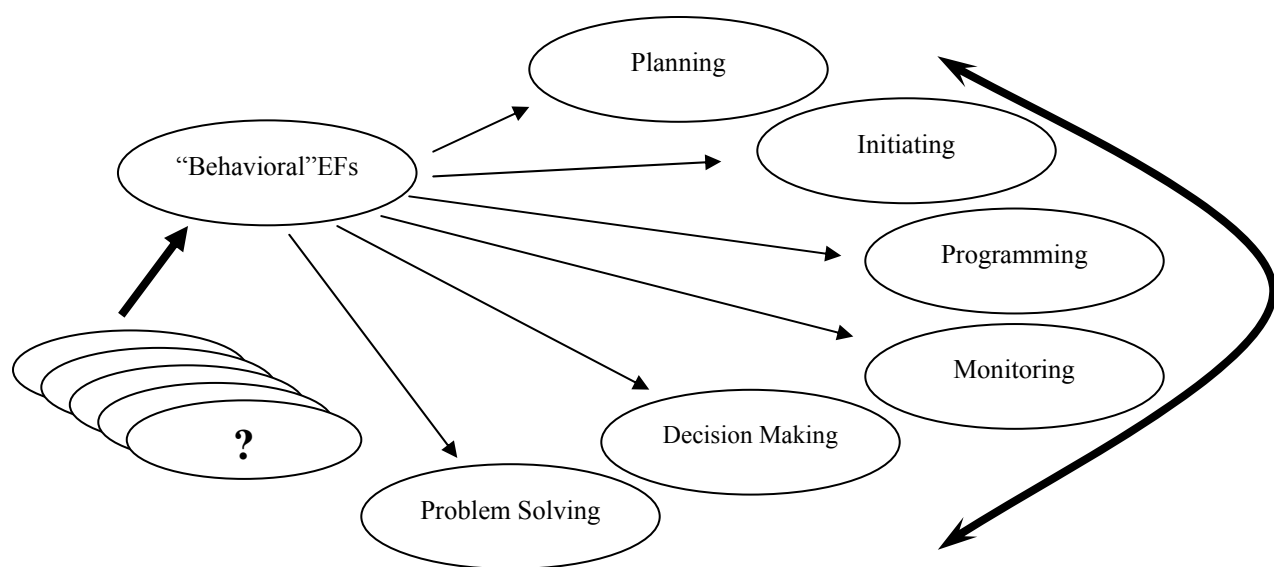 Planning
Initiating
“Behavioral”EFs
Programming
Monitoring
Decision Making
?
Problem Solving